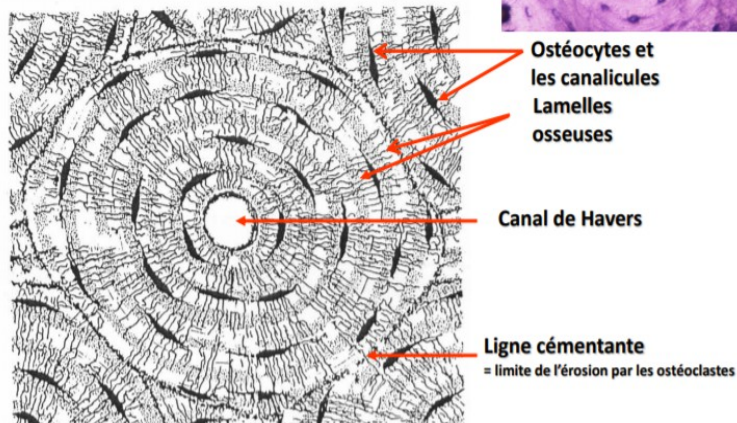 Ostéocytes et
les canalicules
Lamelles
osseuses
Canal de Havers
Ligne cémentante
= limite de l'érosion par les ostéoclastes